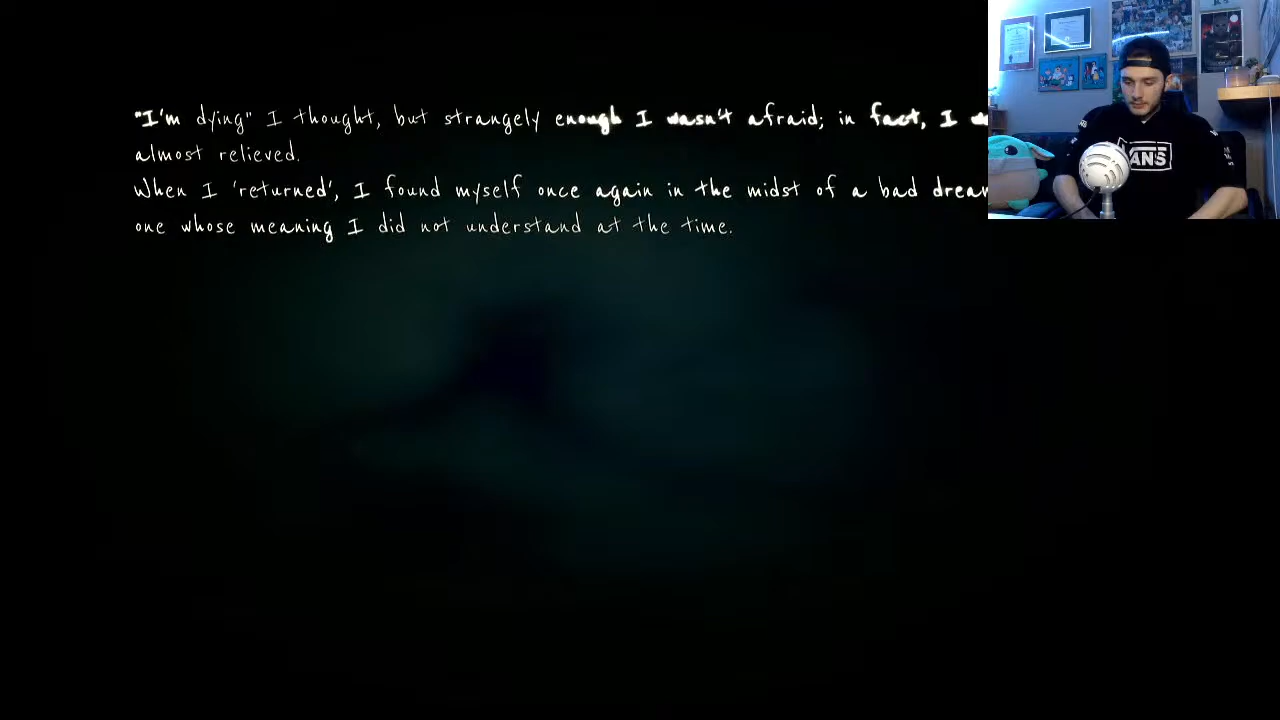 "I'm dying" I thought, but strangely enough I wasn't afraid; in fact, I
almost relieved.
When I 'returned', I found myself once again in the midst of a bad
one whose meaning I did not understand at the time.
VANS